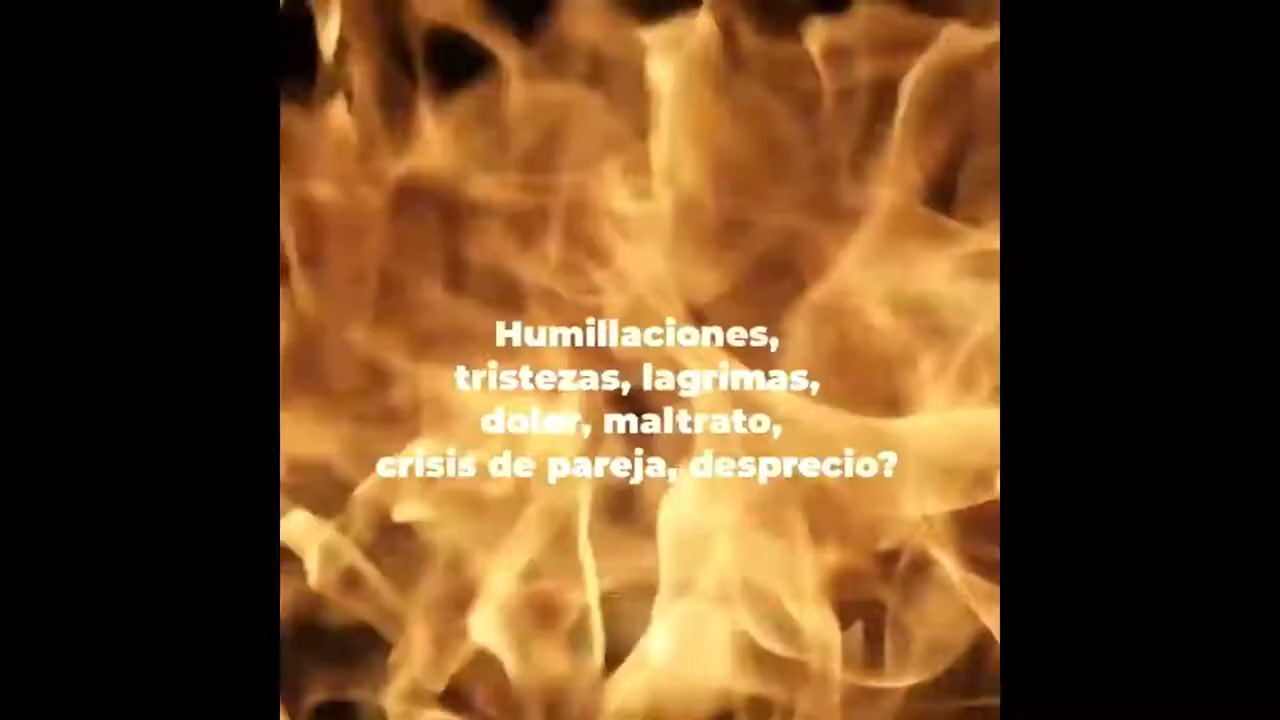 Humillaciones,
tristezas, lagrimas,
dolor, maltrato,
crisis de pareja, desprecio?